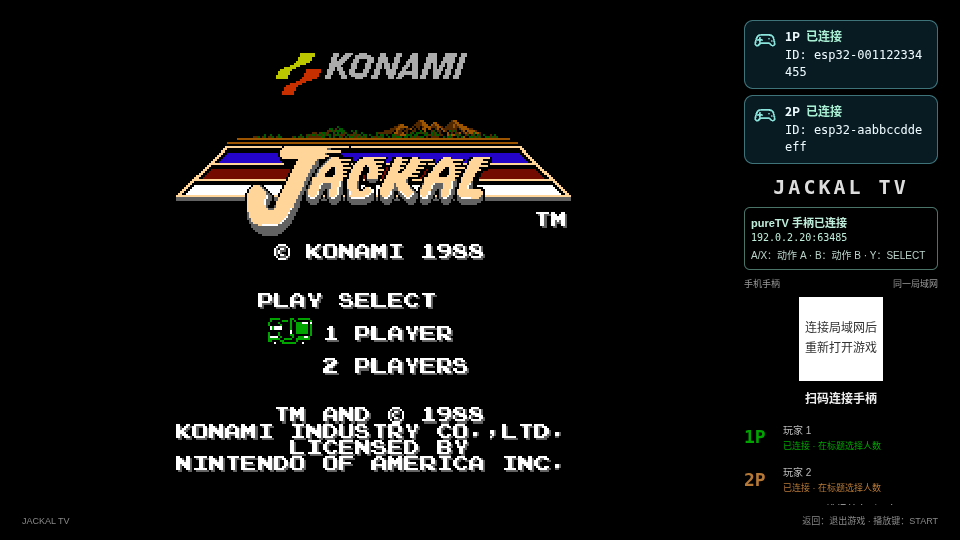 KONAMI
JACKAL
TM
© KONAMI 1988
PLAY SELECT
1 PLAYER
2 PLAYERS
TM AND © 1988
KONAMI INDUSTRY CO.,LTD.
LICENSED BY
NINTENDO OF AMERICA INC.
JACKAL TV
1P 已连接
ID: esp32-001122334
455
2P 已连接
ID: esp32-aabbccdde
eff
JACKAL TV
pureTV 手柄已连接
192.0.2.20:63485
A/X: 动作 A · B: 动作 B · Y: SELECT
手机手柄 同一局域网
连接局域网后
重新打开游戏
扫码连接手柄
1P 玩家 1
已连接 · 在标题选择人数
2P 玩家 2
已连接 · 在标题选择人数
返回: 退出游戏 · 播放键: START